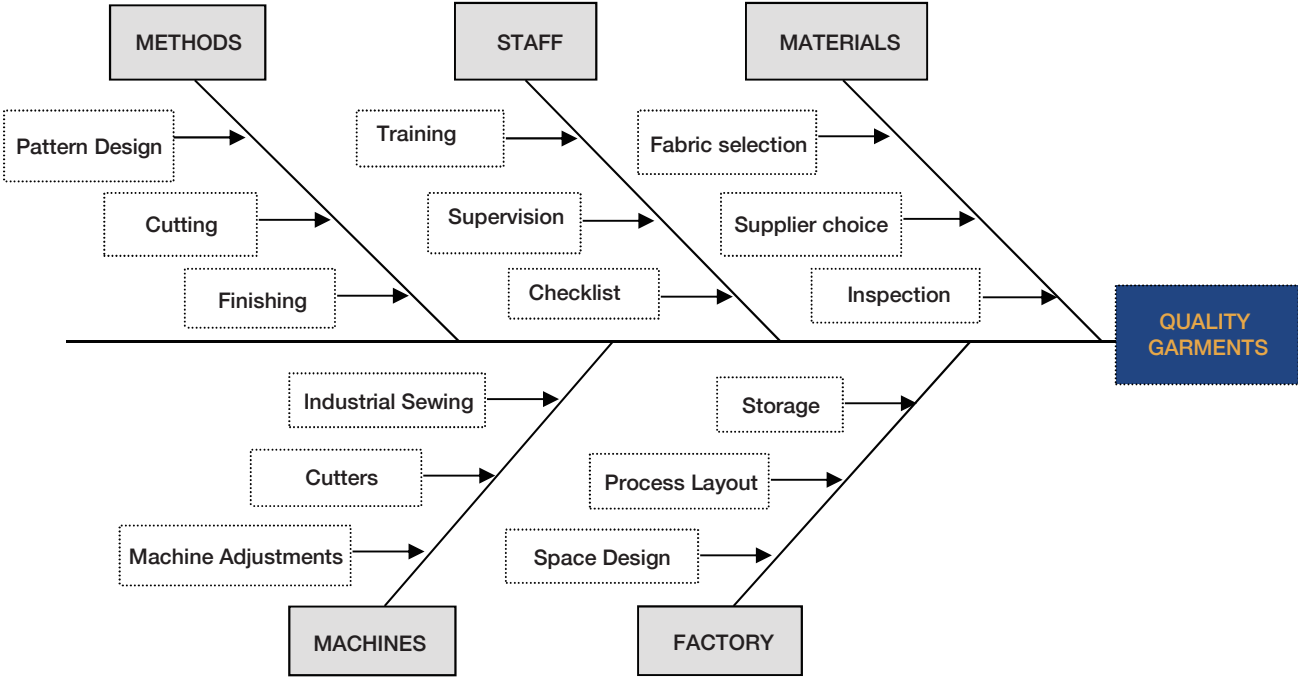 METHODS
STAFF
MATERIALS
Pattern Design
Training
Fabric selection
Cutting
Supervision
Supplier choice
Finishing
Checklist
Inspection
QUALITY
GARMENTS
Industrial Sewing
Storage
Cutters
Process Layout
Machine Adjustments
Space Design
MACHINES
FACTORY